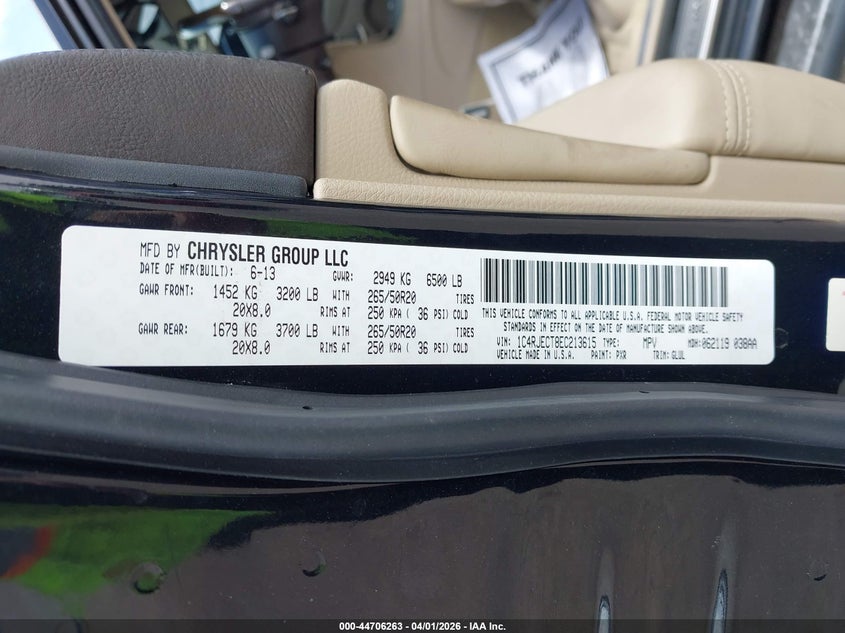 THANK YOU
MFD BY CHRYSLER GROUP LLC
DATE OF MFR(BUILT): 6-13 GVWR: 2949 KG 6500 LB
GAWR FRONT: 1452 KG 3200 LB WITH 265/50R20 TIRES
20X8.0 RIMS AT 250 KPA ( 36 PSI) COLD
GAWR REAR: 1679 KG 3700 LB WITH 265/50R20 TIRES
20X8.0 RIMS AT 250 KPA ( 36 PSI) COLD
THIS VEHICLE CONFORMS TO ALL APPLICABLE U.S.A. FEDERAL MOTOR VEHICLE SAFETY
STANDARDS IN EFFECT ON THE DATE OF MANUFACTURE SHOWN ABOVE.
VIN: 1C4RJECT8EC213615 TYPE: MPV MDH: 062119 038AA
VEHICLE MADE IN U.S.A. PAINT: PXR TRIM: GLUL
000-44706263 - 04/01/2026 - IAA Inc.